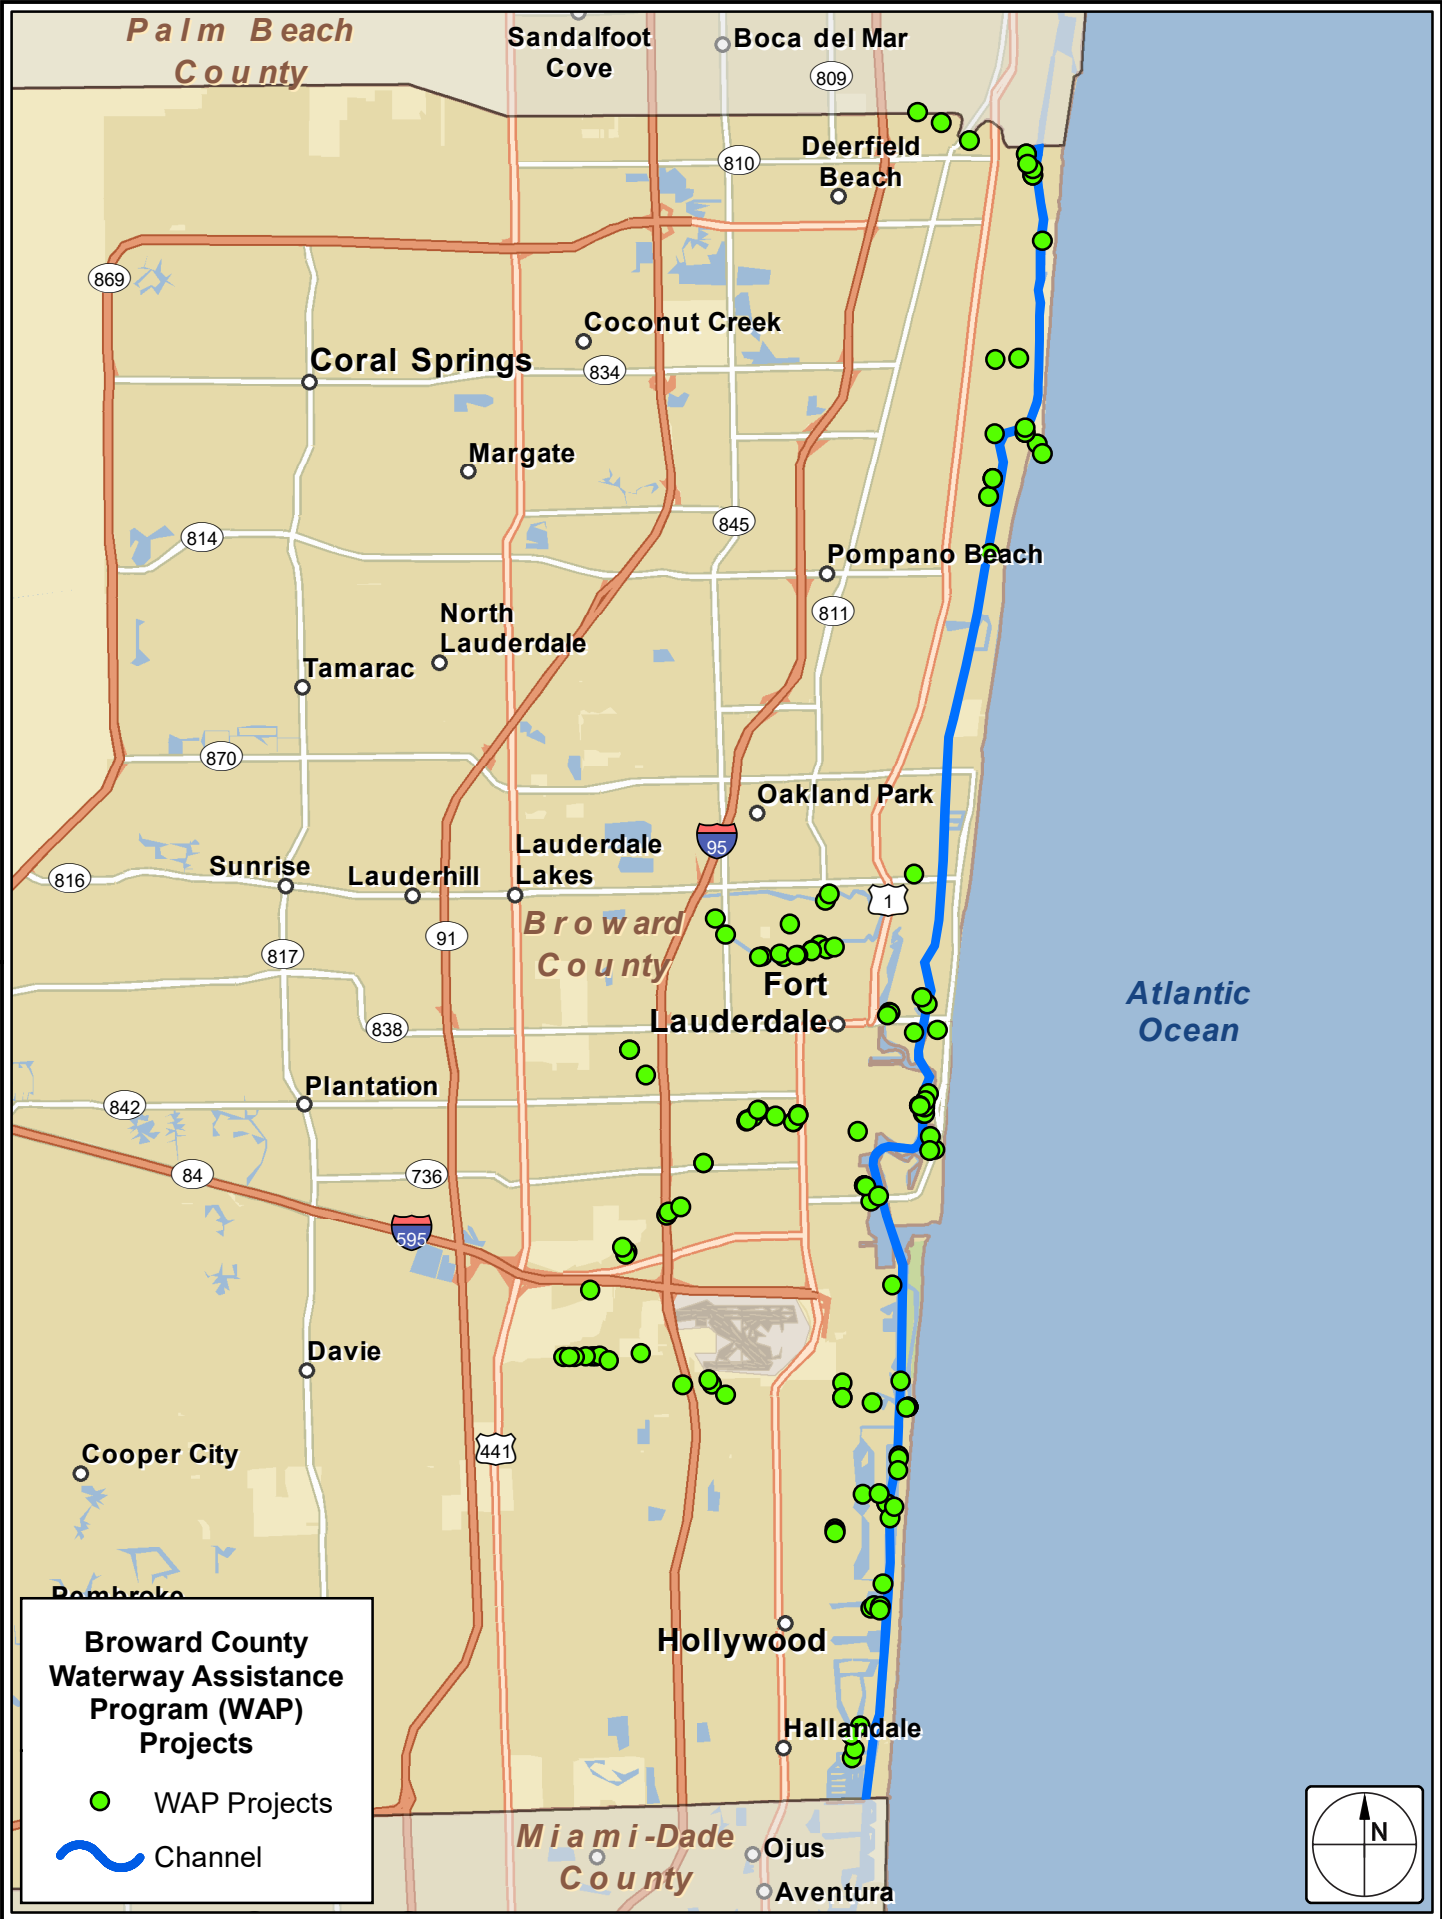 Palm Beach
County
Sandalfoot
Cove
Boca del Mar
809
Deerfield
Beach
810
869
Coconut Creek
Coral Springs
834
Margate
814
845
Pompano Beach
811
North
Lauderdale
Tamarac
870
Oakland Park
95
Lauderdale
Lakes
Sunrise
Lauderhill
816
1
Broward
County
91
817
Fort
Lauderdale
838
Atlantic
Ocean
Plantation
842
84
736
595
Davie
441
Cooper City
Pembroke
Hollywood
Hallandale
Broward County
Waterway Assistance
Program (WAP)
Projects
WAP Projects
Channel
Miami-Dade
County
Ojus
Aventura
N